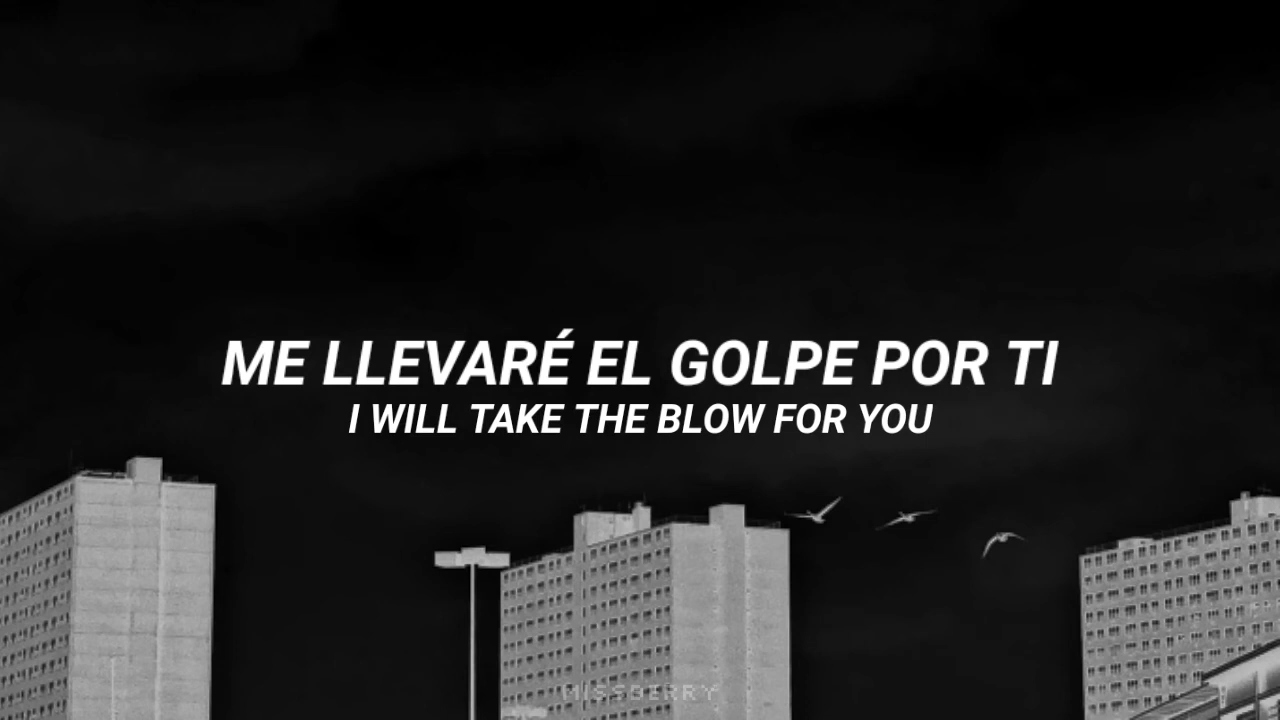 ME LLEVARÉ EL GOLPE POR TI
I WILL TAKE THE BLOW FOR YOU
MISSBERRY